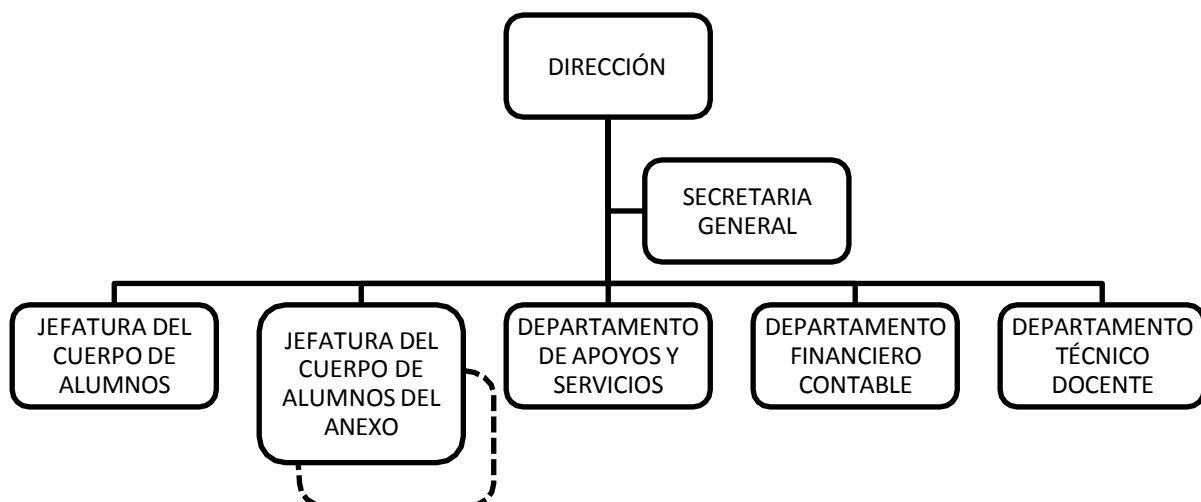 DIRECCIÓN
SECRETARIA
GENERAL
JEFATURA DEL
CUERPO DE
ALUMNOS
JEFATURA DEL
CUERPO DE
ALUMNOS DEL
ANEXO
DEPARTAMENTO
DE APOYOS Y
SERVICIOS
DEPARTAMENTO
FINANCIERO
CONTABLE
DEPARTAMENTO
TÉCNICO
DOCENTE